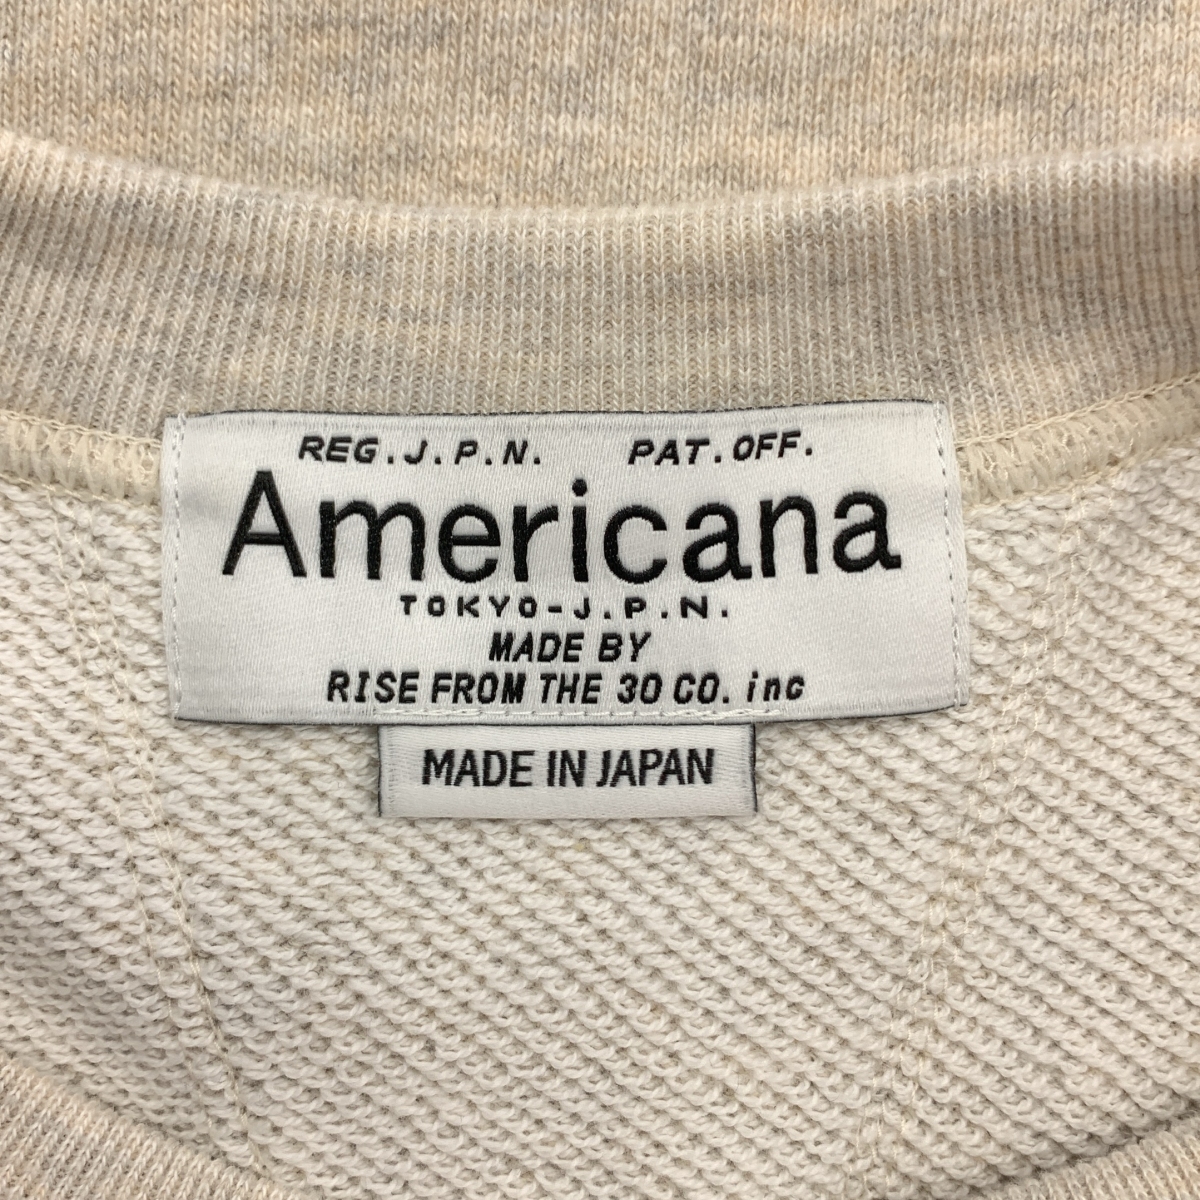 REG.J.P.N. PAT.OFF.
Americana
TOKYO-J.P.N.
MADE BY
RISE FROM THE 30 CO. inc
MADE IN JAPAN